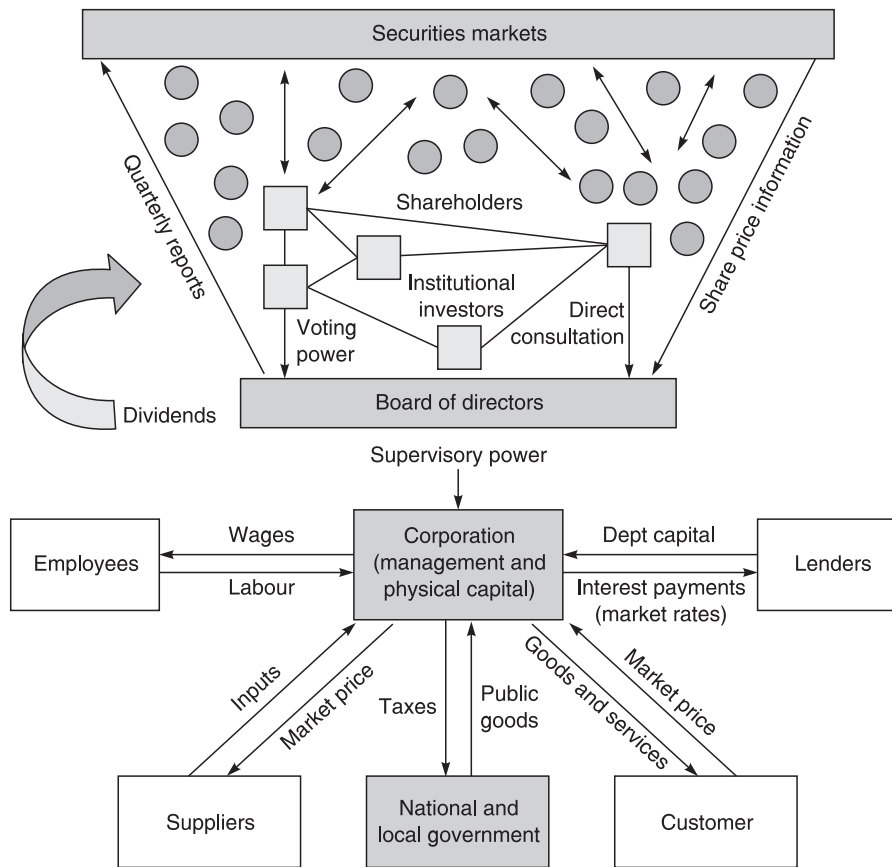 Securities markets
Quarterly reports
Shareholders
Share price information
Institutional
investors
Voting
power
Direct
consultation
Dividends
Board of directors
Supervisory power
Employees
Wages
Labour
Corporation
(management and
physical capital)
Dept capital
Interest payments
(market rates)
Lenders
Inputs
Market price
Taxes
Public
goods
Goods and services
Market price
Suppliers
National and
local government
Customer